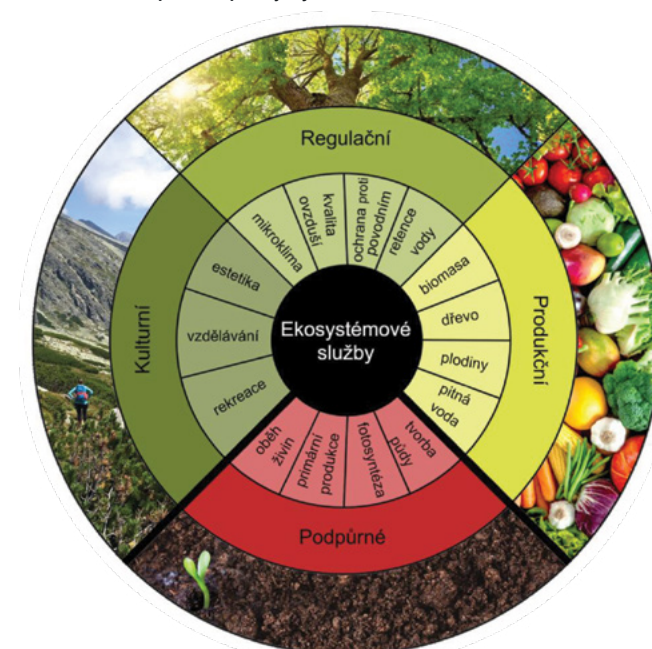 Regulační
mikroklima
kvalita
ovzduší
ochrana proti
povodním
retence
vody
Produkční
biomasa
dřevo
plodiny
pitná
voda
Podpůrné
tvorba
půdy
fotosyntéza
primární
produkce
oběh
živin
Kulturní
rekreace
vzdělávání
estetika
Ekosystémové
služby